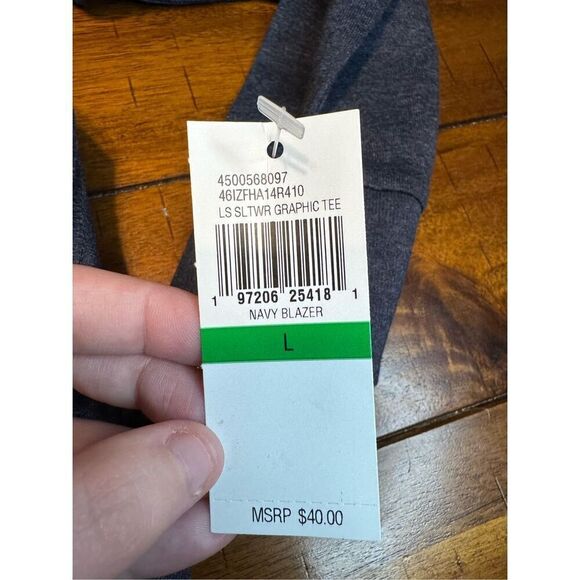 4500568097
46IZFHA14R410
LS SLTWR GRAPHIC TEE
1 97206 25418 1
NAVY BLAZER
L
MSRP $40.00